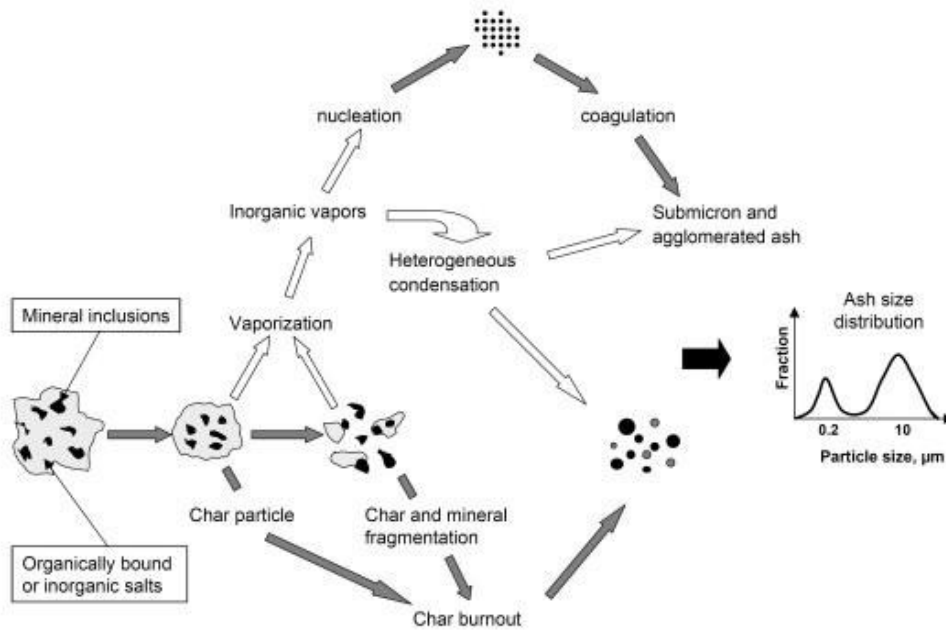 nucleation
coagulation
Inorganic vapors
Submicron and
agglomerated ash
Heterogeneous
condensation
Mineral inclusions
Vaporization
Ash size
distribution
Fraction
0.2
10
Particle size, μm
Char particle
Char and mineral
fragmentation
Organically bound
or inorganic salts
Char burnout